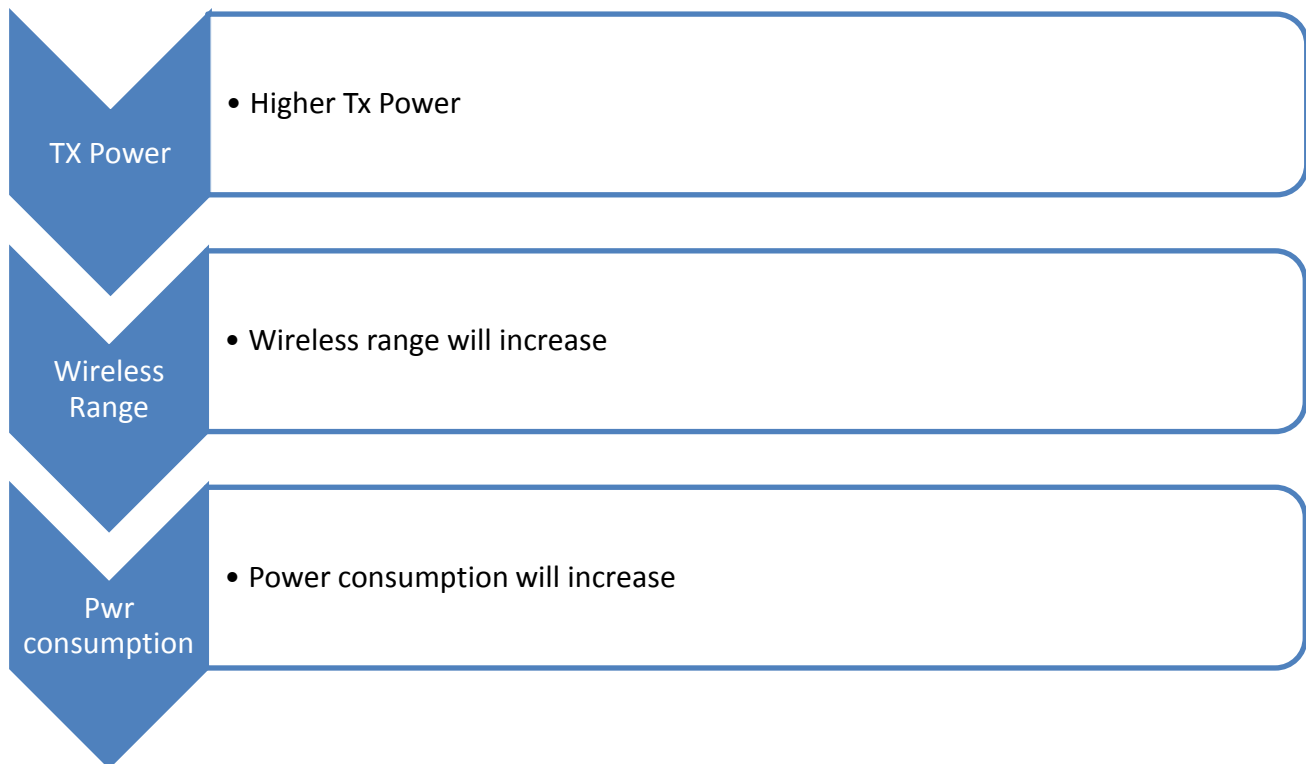 TX Power
• Higher Tx Power
Wireless
Range
• Wireless range will increase
Pwr
consumption
• Power consumption will increase